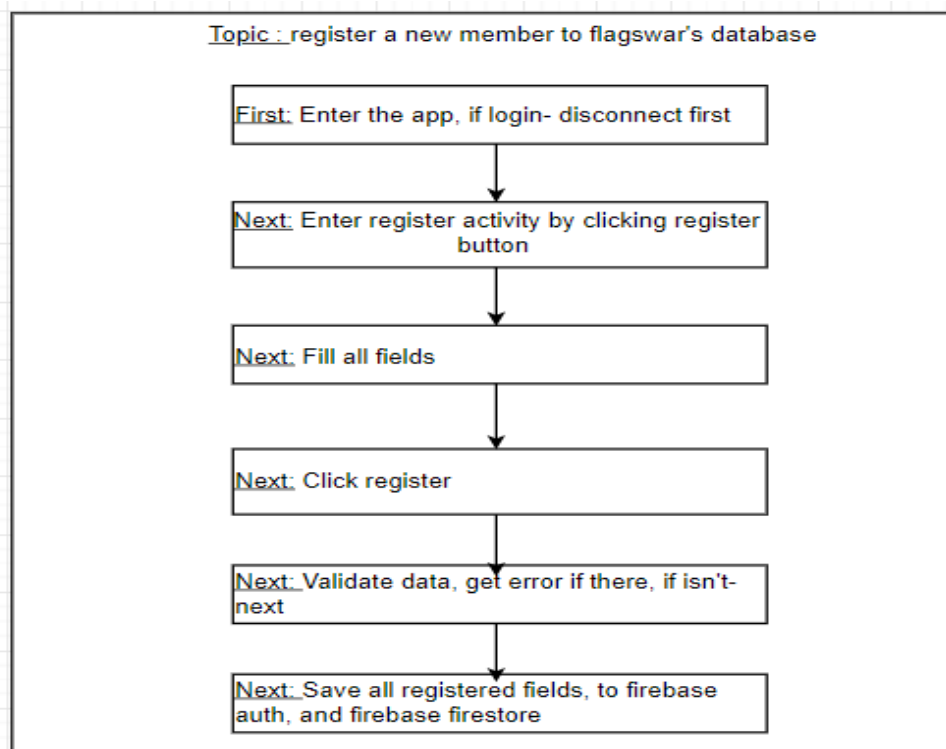 Topic : register a new member to flagswar's database
First: Enter the app, if login- disconnect first
Next: Enter register activity by clicking register
button
Next: Fill all fields
Next: Click register
Next: Validate data, get error if there, if isn't-
next
Next: Save all registered fields, to firebase
auth, and firebase firestore